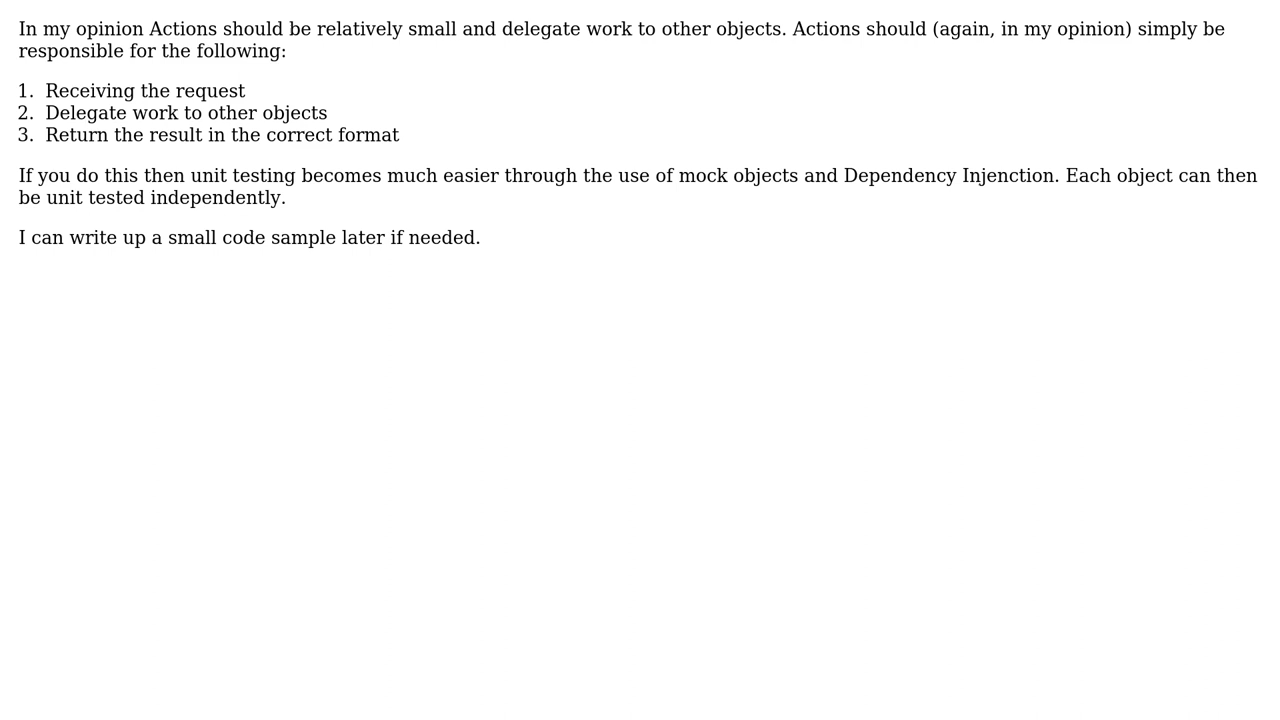 In my opinion Actions should be relatively small and delegate work to other objects. Actions should (again, in my opinion) simply be
responsible for the following:
1. Receiving the request
2. Delegate work to other objects
3. Return the result in the correct format
If you do this then unit testing becomes much easier through the use of mock objects and Dependency Injenction. Each object can then
be unit tested independently.
I can write up a small code sample later if needed.